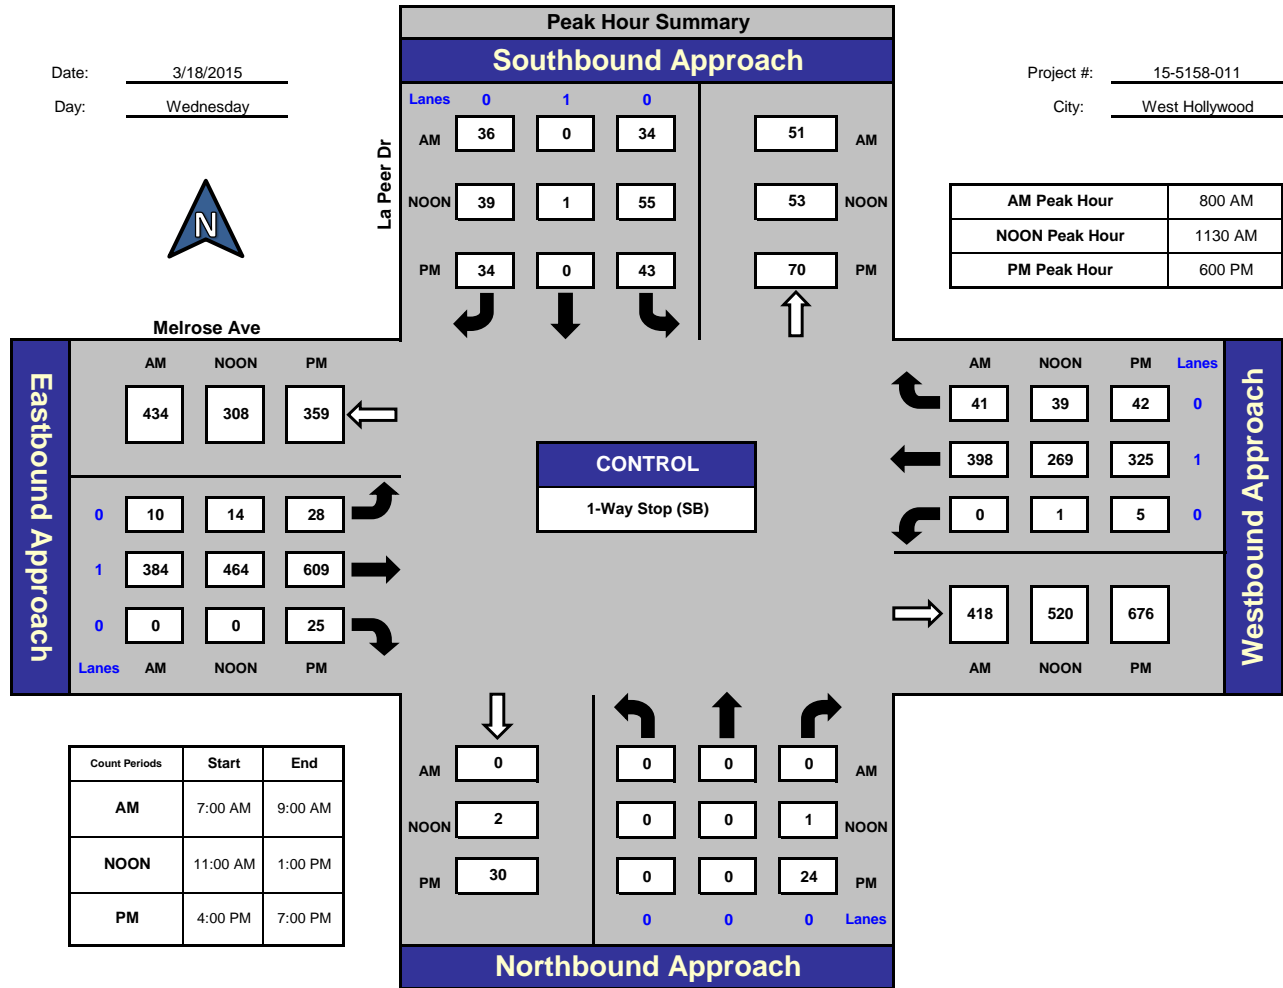 Peak Hour Summary
Southbound Approach
Date: 3/18/2015
Day: Wednesday
Project #: 15-5158-011
City: West Hollywood
N
La Peer Dr
Lanes 0 1 0
AM 36 0 34 51 AM
NOON 39 1 55 53 NOON
PM 34 0 43 70 PM
AM Peak Hour 800 AM
NOON Peak Hour 1130 AM
PM Peak Hour 600 PM
Melrose Ave
Eastbound Approach
AM NOON PM
434 308 359
0 10 14 28
1 384 464 609
0 0 0 25
Lanes AM NOON PM
CONTROL
1-Way Stop (SB)
AM NOON PM Lanes
41 39 42 0
398 269 325 1
0 1 5 0
418 520 676
AM NOON PM
Westbound Approach
Count Periods Start End
AM 7:00 AM 9:00 AM
NOON 11:00 AM 1:00 PM
PM 4:00 PM 7:00 PM
AM 0 0 0 0 AM
NOON 2 0 0 1 NOON
PM 30 0 0 24 PM
0 0 0 Lanes
Northbound Approach